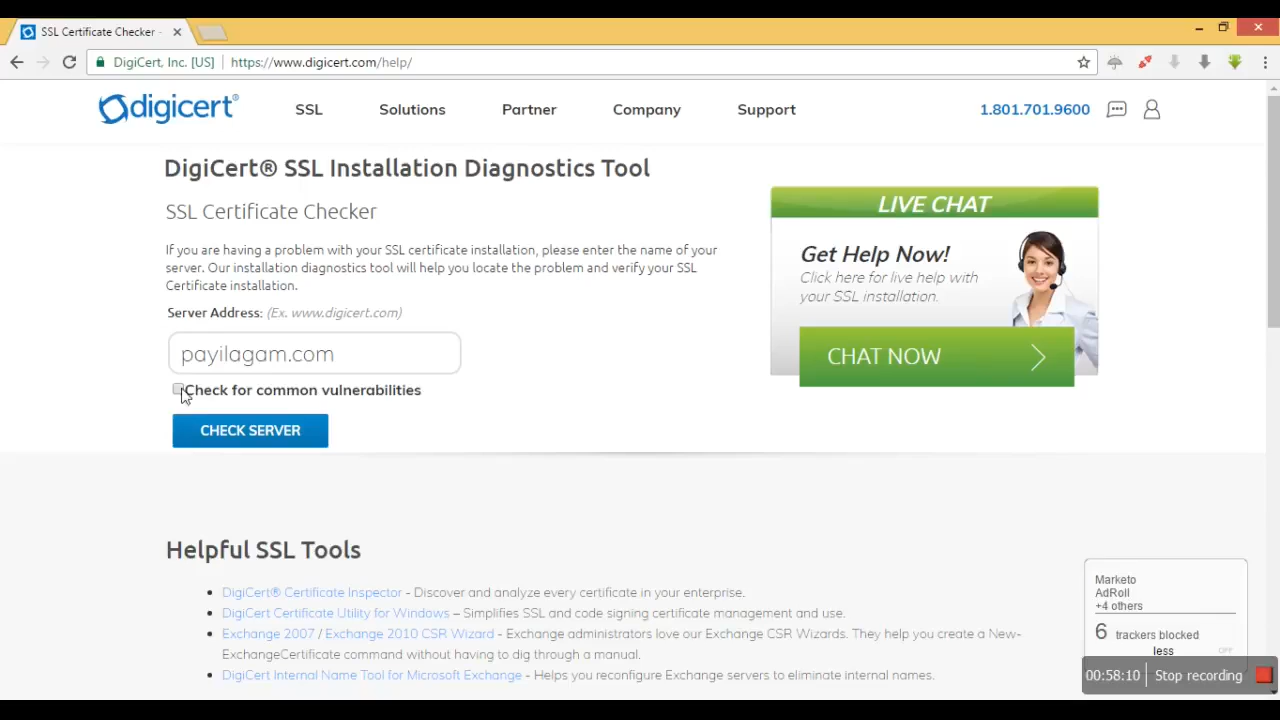 SSL Certificate Checker -
DigiCert, Inc. [US]
https://www.digicert.com/help/
digicert®
SSL
Solutions
Partner
Company
Support
1.801.701.9600
DigiCert® SSL Installation Diagnostics Tool
SSL Certificate Checker
If you are having a problem with your SSL certificate installation, please enter the name of your
server. Our installation diagnostics tool will help you locate the problem and verify your SSL
Certificate installation.
Server Address: (Ex. www.digicert.com)
payilagam.com
Check for common vulnerabilities
CHECK SERVER
LIVE CHAT
Get Help Now!
Click here for live help with
your SSL installation.
CHAT NOW
Helpful SSL Tools
DigiCert® Certificate Inspector - Discover and analyze every certificate in your enterprise.
DigiCert Certificate Utility for Windows – Simplifies SSL and code signing certificate management and use.
Exchange 2007 / Exchange 2010 CSR Wizard - Exchange administrators love our Exchange CSR Wizards. They help you create a New-
ExchangeCertificate command without having to dig through a manual.
DigiCert Internal Name Tool for Microsoft Exchange - Helps you reconfigure Exchange servers to eliminate internal names.
Marketo
AdRoll
+4 others
6 trackers blocked
less
OFF
00:58:10
Stop recording